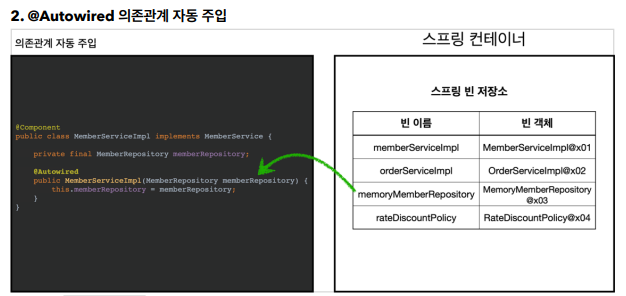 2. @Autowired 의존관계 자동 주입
의존관계 자동 주입
스프링 컨테이너
@Component
public class MemberServiceImpl implements MemberService {
private final MemberRepository memberRepository;
@Autowired
public MemberServiceImpl(MemberRepository memberRepository) {
this.memberRepository = memberRepository;
}
}
스프링 빈 저장소
빈 이름 빈 객체
memberServiceImpl MemberServiceImpl@x01
orderServiceImpl OrderServiceImpl@x02
memoryMemberRepository MemoryMemberRepository
@x03
rateDiscountPolicy RateDiscountPolicy@x04